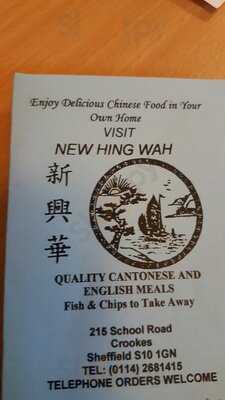 Enjoy Delicious Chinese Food in Your
Own Home
VISIT
NEW HING WAH
新
興
華
QUALITY CANTONESE AND
ENGLISH MEALS
Fish & Chips to Take Away
215 School Road
Crookes
Sheffield S10 1GN
TEL: (0114) 2681415
TELEPHONE ORDERS WELCOME